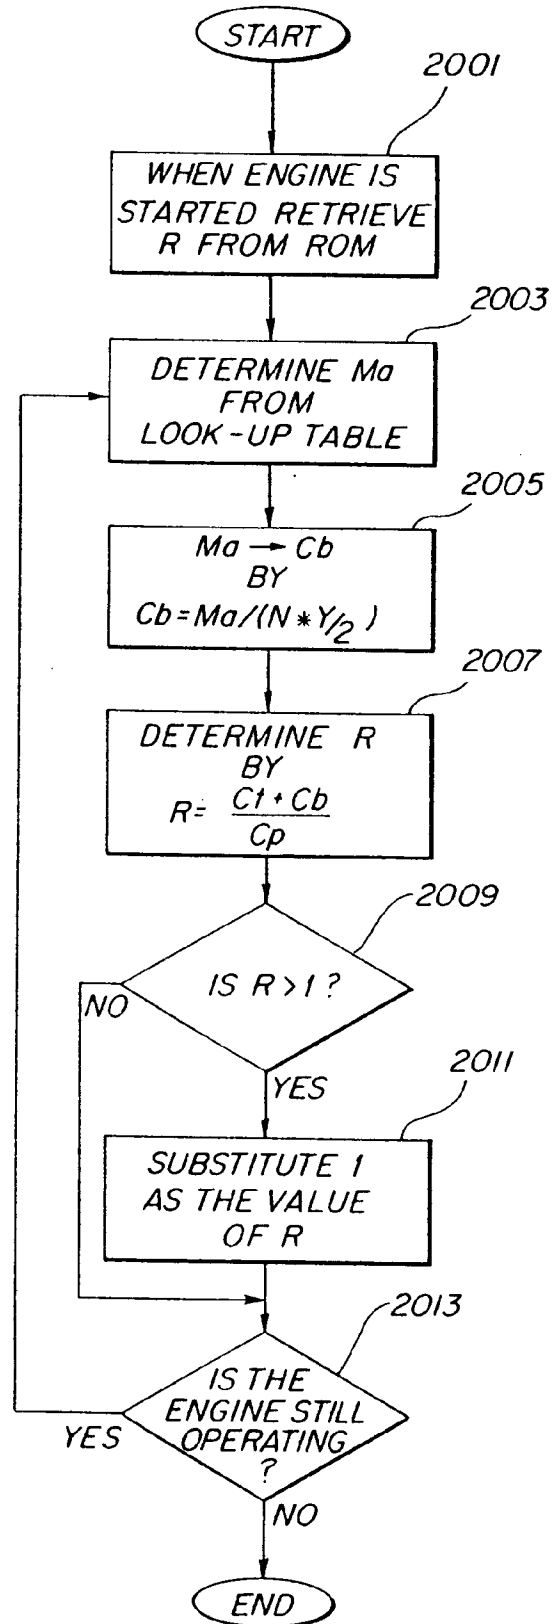 START
2001
WHEN ENGINE IS
STARTED RETRIEVE
R FROM ROM
2003
DETERMINE Ma
FROM
LOOK-UP TABLE
2005
Ma → Cb
BY
Cb=Ma/(N*Y/2)
2007
DETERMINE R
BY
R= Ct + Cb
Cp
2009
IS R>1?
NO
YES
2011
SUBSTITUTE 1
AS THE VALUE
OF R
2013
IS THE
ENGINE STILL
OPERATING
?
YES
NO
END